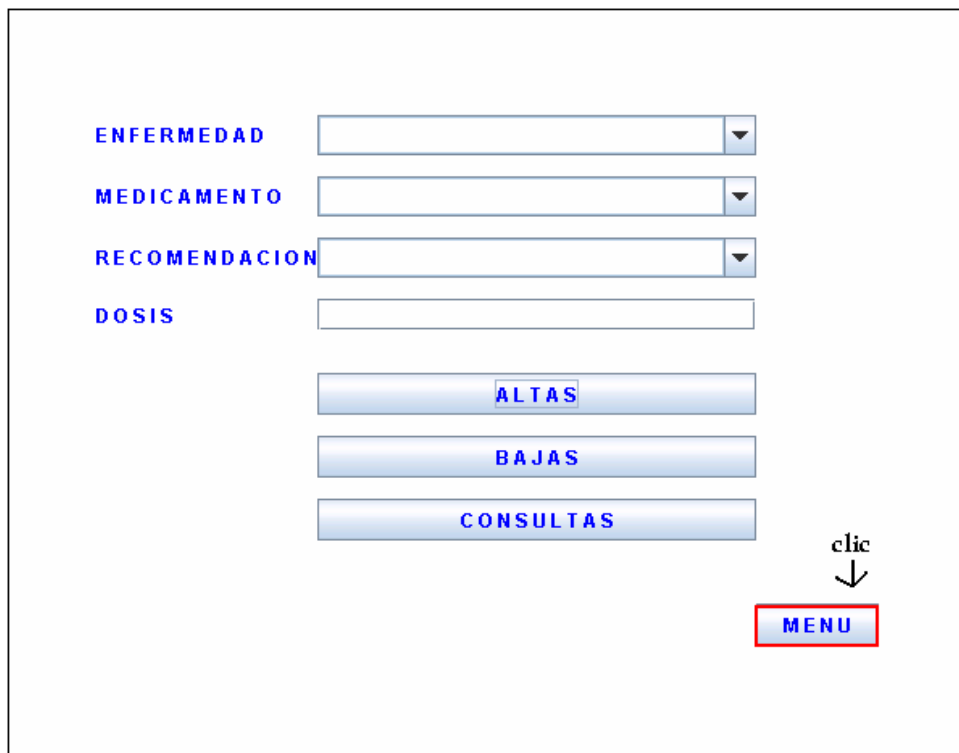 ENFERMEDAD
MEDICAMENTO
RECOMENDACION
DOSIS
ALTAS
BAJAS
CONSULTAS
clic
MENU